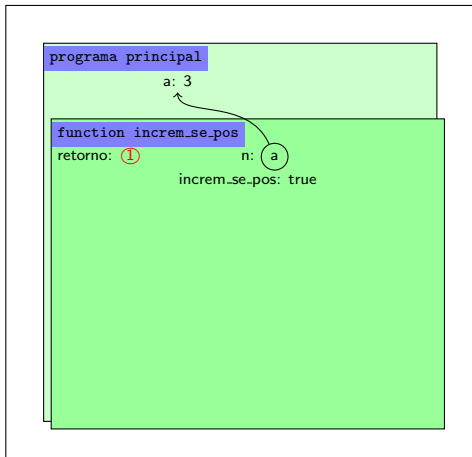 programa principal
a: 3
function increm_se_pos
retorno: 1 n: a
increm_se_pos: true